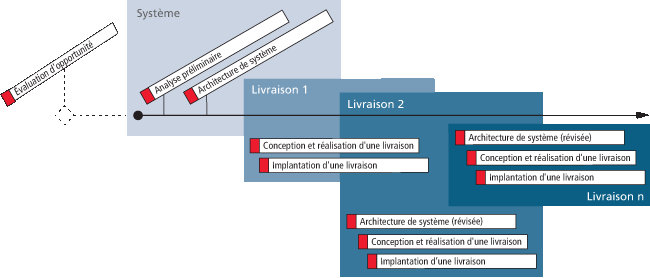 Système
Évaluation d'opportunité
Analyse préliminaire
Architecture de système
Livraison 1
Conception et réalisation d'une livraison
Implantation d'une livraison
Livraison 2
Architecture de système (révisée)
Conception et réalisation d'une livraison
Implantation d'une livraison
Architecture de système (révisée)
Conception et réalisation d'une livraison
Implantation d'une livraison
Livraison n